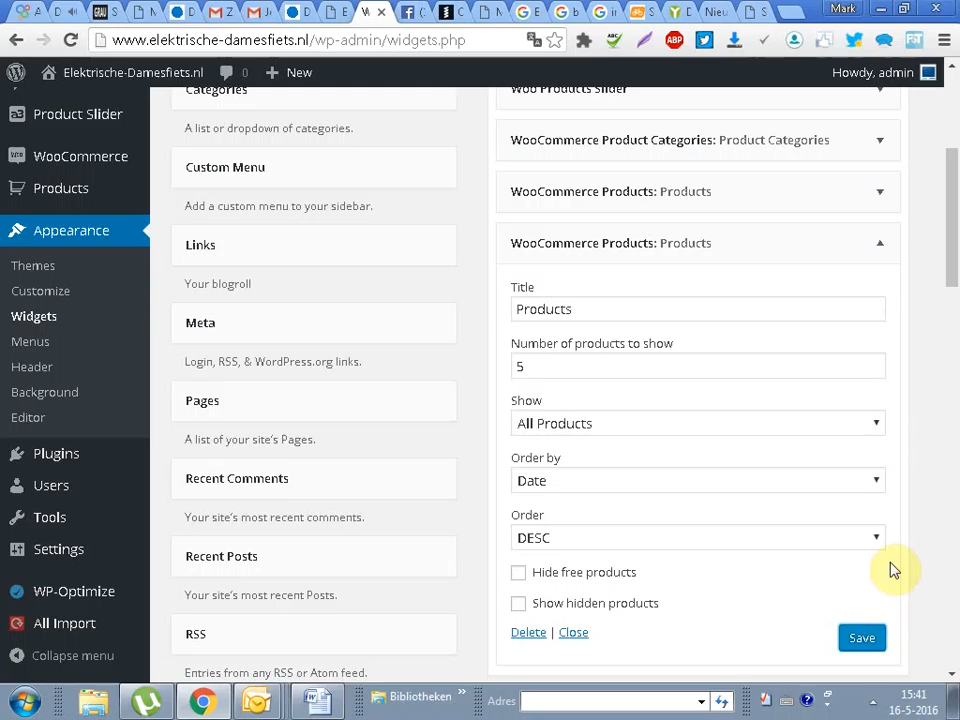 Mark
www.elektrische-damesfiets.nl/wp-admin/widgets.php
Elektrische-Damesfiets.nl 0 New
Howdy, admin
Product Slider
WooCommerce
Products
Appearance
Themes
Customize
Widgets
Menus
Header
Background
Editor
Plugins
Users
Tools
Settings
WP-Optimize
All Import
Collapse menu
Categories
A list or dropdown of categories.
Custom Menu
Add a custom menu to your sidebar.
Links
Your blogroll
Meta
Login, RSS, & WordPress.org links.
Pages
A list of your site's Pages.
Recent Comments
Your site's most recent comments.
Recent Posts
Your site's most recent Posts.
RSS
Entries from any RSS or Atom feed.
Woo Products Slider
WooCommerce Product Categories: Product Categories
WooCommerce Products: Products
WooCommerce Products: Products
Title
Products
Number of products to show
5
Show
All Products
Order by
Date
Order
DESC
Hide free products
Show hidden products
Delete | Close
Save
Bibliotheken
Adres
15:41
16-5-2016